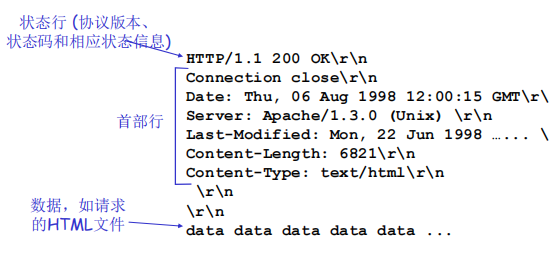 状态行 (协议版本、
状态码和相应状态信息)
HTTP/1.1 200 OK\r\n
Connection close\r\n
Date: Thu, 06 Aug 1998 12:00:15 GMT\r\
Server: Apache/1.3.0 (Unix) \r\n
首部行
Last-Modified: Mon, 22 Jun 1998 …... \
Content-Length: 6821\r\n
Content-Type: text/html\r\n
\r\n
\r\n
数据，如请求
的HTML文件
data data data data data ...